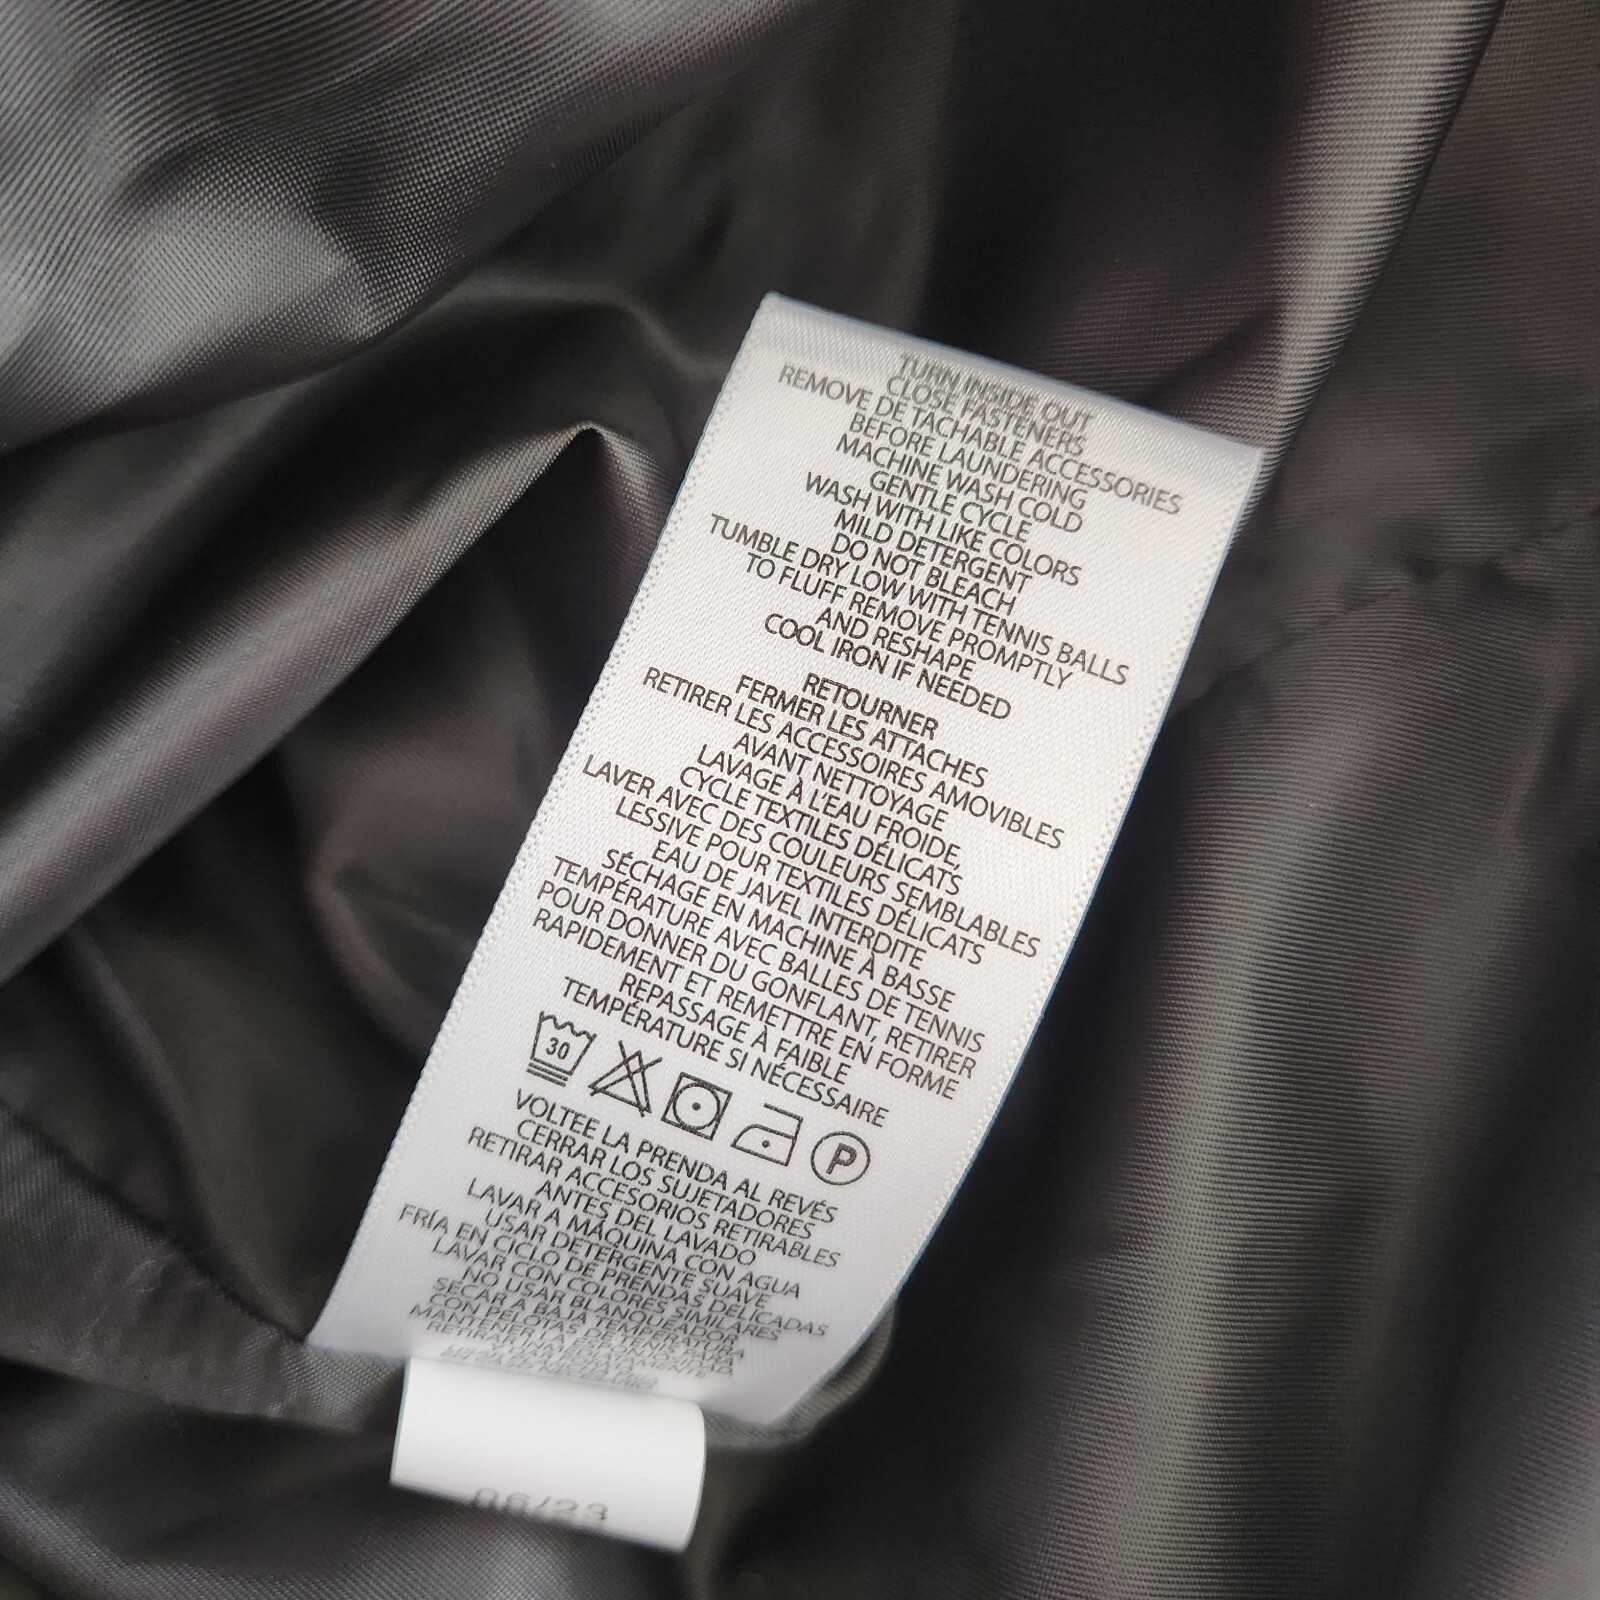 TURN INSIDE OUT
CLOSE FASTENERS
REMOVE DE TACHABLE ACCESSORIES
BEFORE LAUNDERING
MACHINE WASH COLD
GENTLE CYCLE
WASH WITH LIKE COLORS
MILD DETERGENT
DO NOT BLEACH
TUMBLE DRY LOW WITH TENNIS BALLS
TO FLUFF REMOVE PROMPTLY
AND RESHAPE
COOL IRON IF NEEDED
RETOURNER
FERMER LES ATTACHES
RETIRER LES ACCESSOIRES AMOVIBLES
AVANT NETTOYAGE
LAVAGE À L'EAU FROIDE,
CYCLE TEXTILES DÉLICATS
LAVER AVEC DES COULEURS SEMBLABLES
LESSIVE POUR TEXTILES DÉLICATS
EAU DE JAVEL INTERDITE
SÉCHAGE EN MACHINE À BASSE
TEMPÉRATURE AVEC BALLES DE TENNIS
POUR DONNER DU GONFLANT, RETIRER
RAPIDEMENT ET REMETTRE EN FORME
REPASSAGE À FAIBLE
TEMPÉRATURE SI NÉCESSAIRE
30 P
VOLTEE LA PRENDA AL REVÉS
CERRAR LOS SUJETADORES
RETIRAR ACCESORIOS RETIRABLES
ANTES DEL LAVADO
LAVAR A MÁQUINA CON AGUA
FRÍA EN CICLO DE PRENDAS DELICADAS
USAR DETERGENTE SUAVE
LAVAR CON COLORES SIMILARES
NO USAR BLANQUEADOR
SECAR A BAJA TEMPERATURA
CON PELOTAS DE TENIS PARA
MANTENER LA ESPONJOSIDAD
08/23